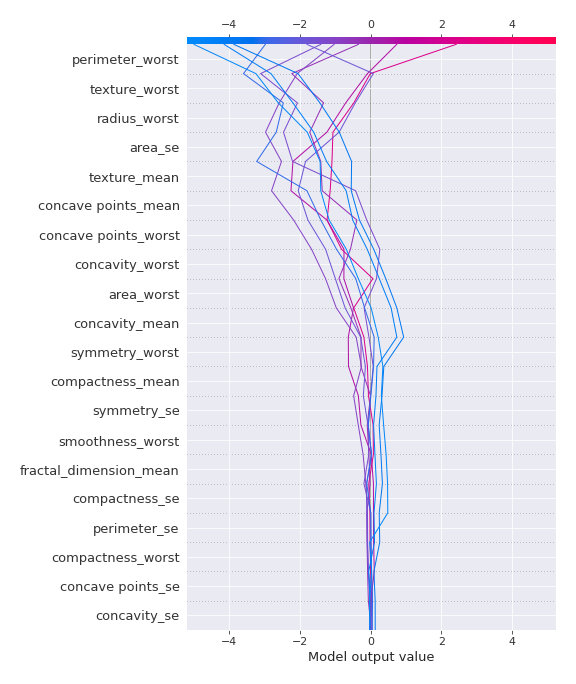 −4 −2 0 2 4
perimeter_worst
texture_worst
radius_worst
area_se
texture_mean
concave points_mean
concave points_worst
concavity_worst
area_worst
concavity_mean
symmetry_worst
compactness_mean
symmetry_se
smoothness_worst
fractal_dimension_mean
compactness_se
perimeter_se
compactness_worst
concave points_se
concavity_se
−4 −2 0 2 4
Model output value